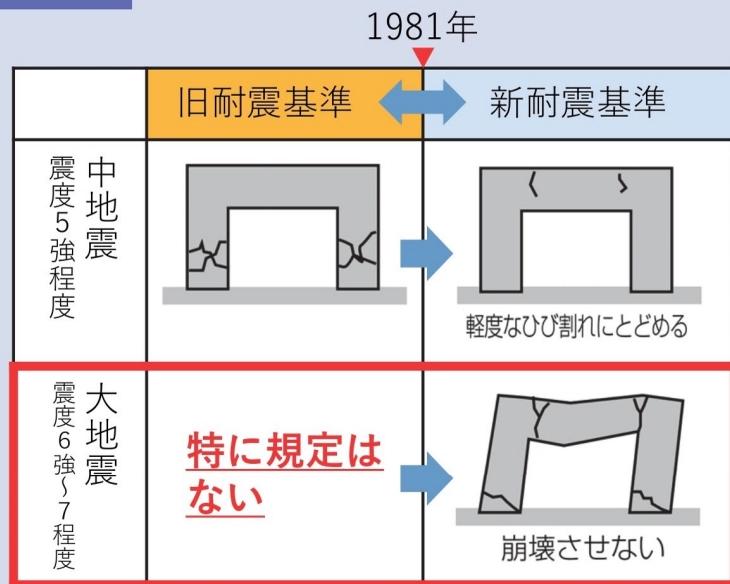 1981年
旧耐震基準
新耐震基準
中地震
震度5強程度
軽度なひび割れにとどめる
大地震
震度6強~7程度
特に規定は
ない
崩壊させない